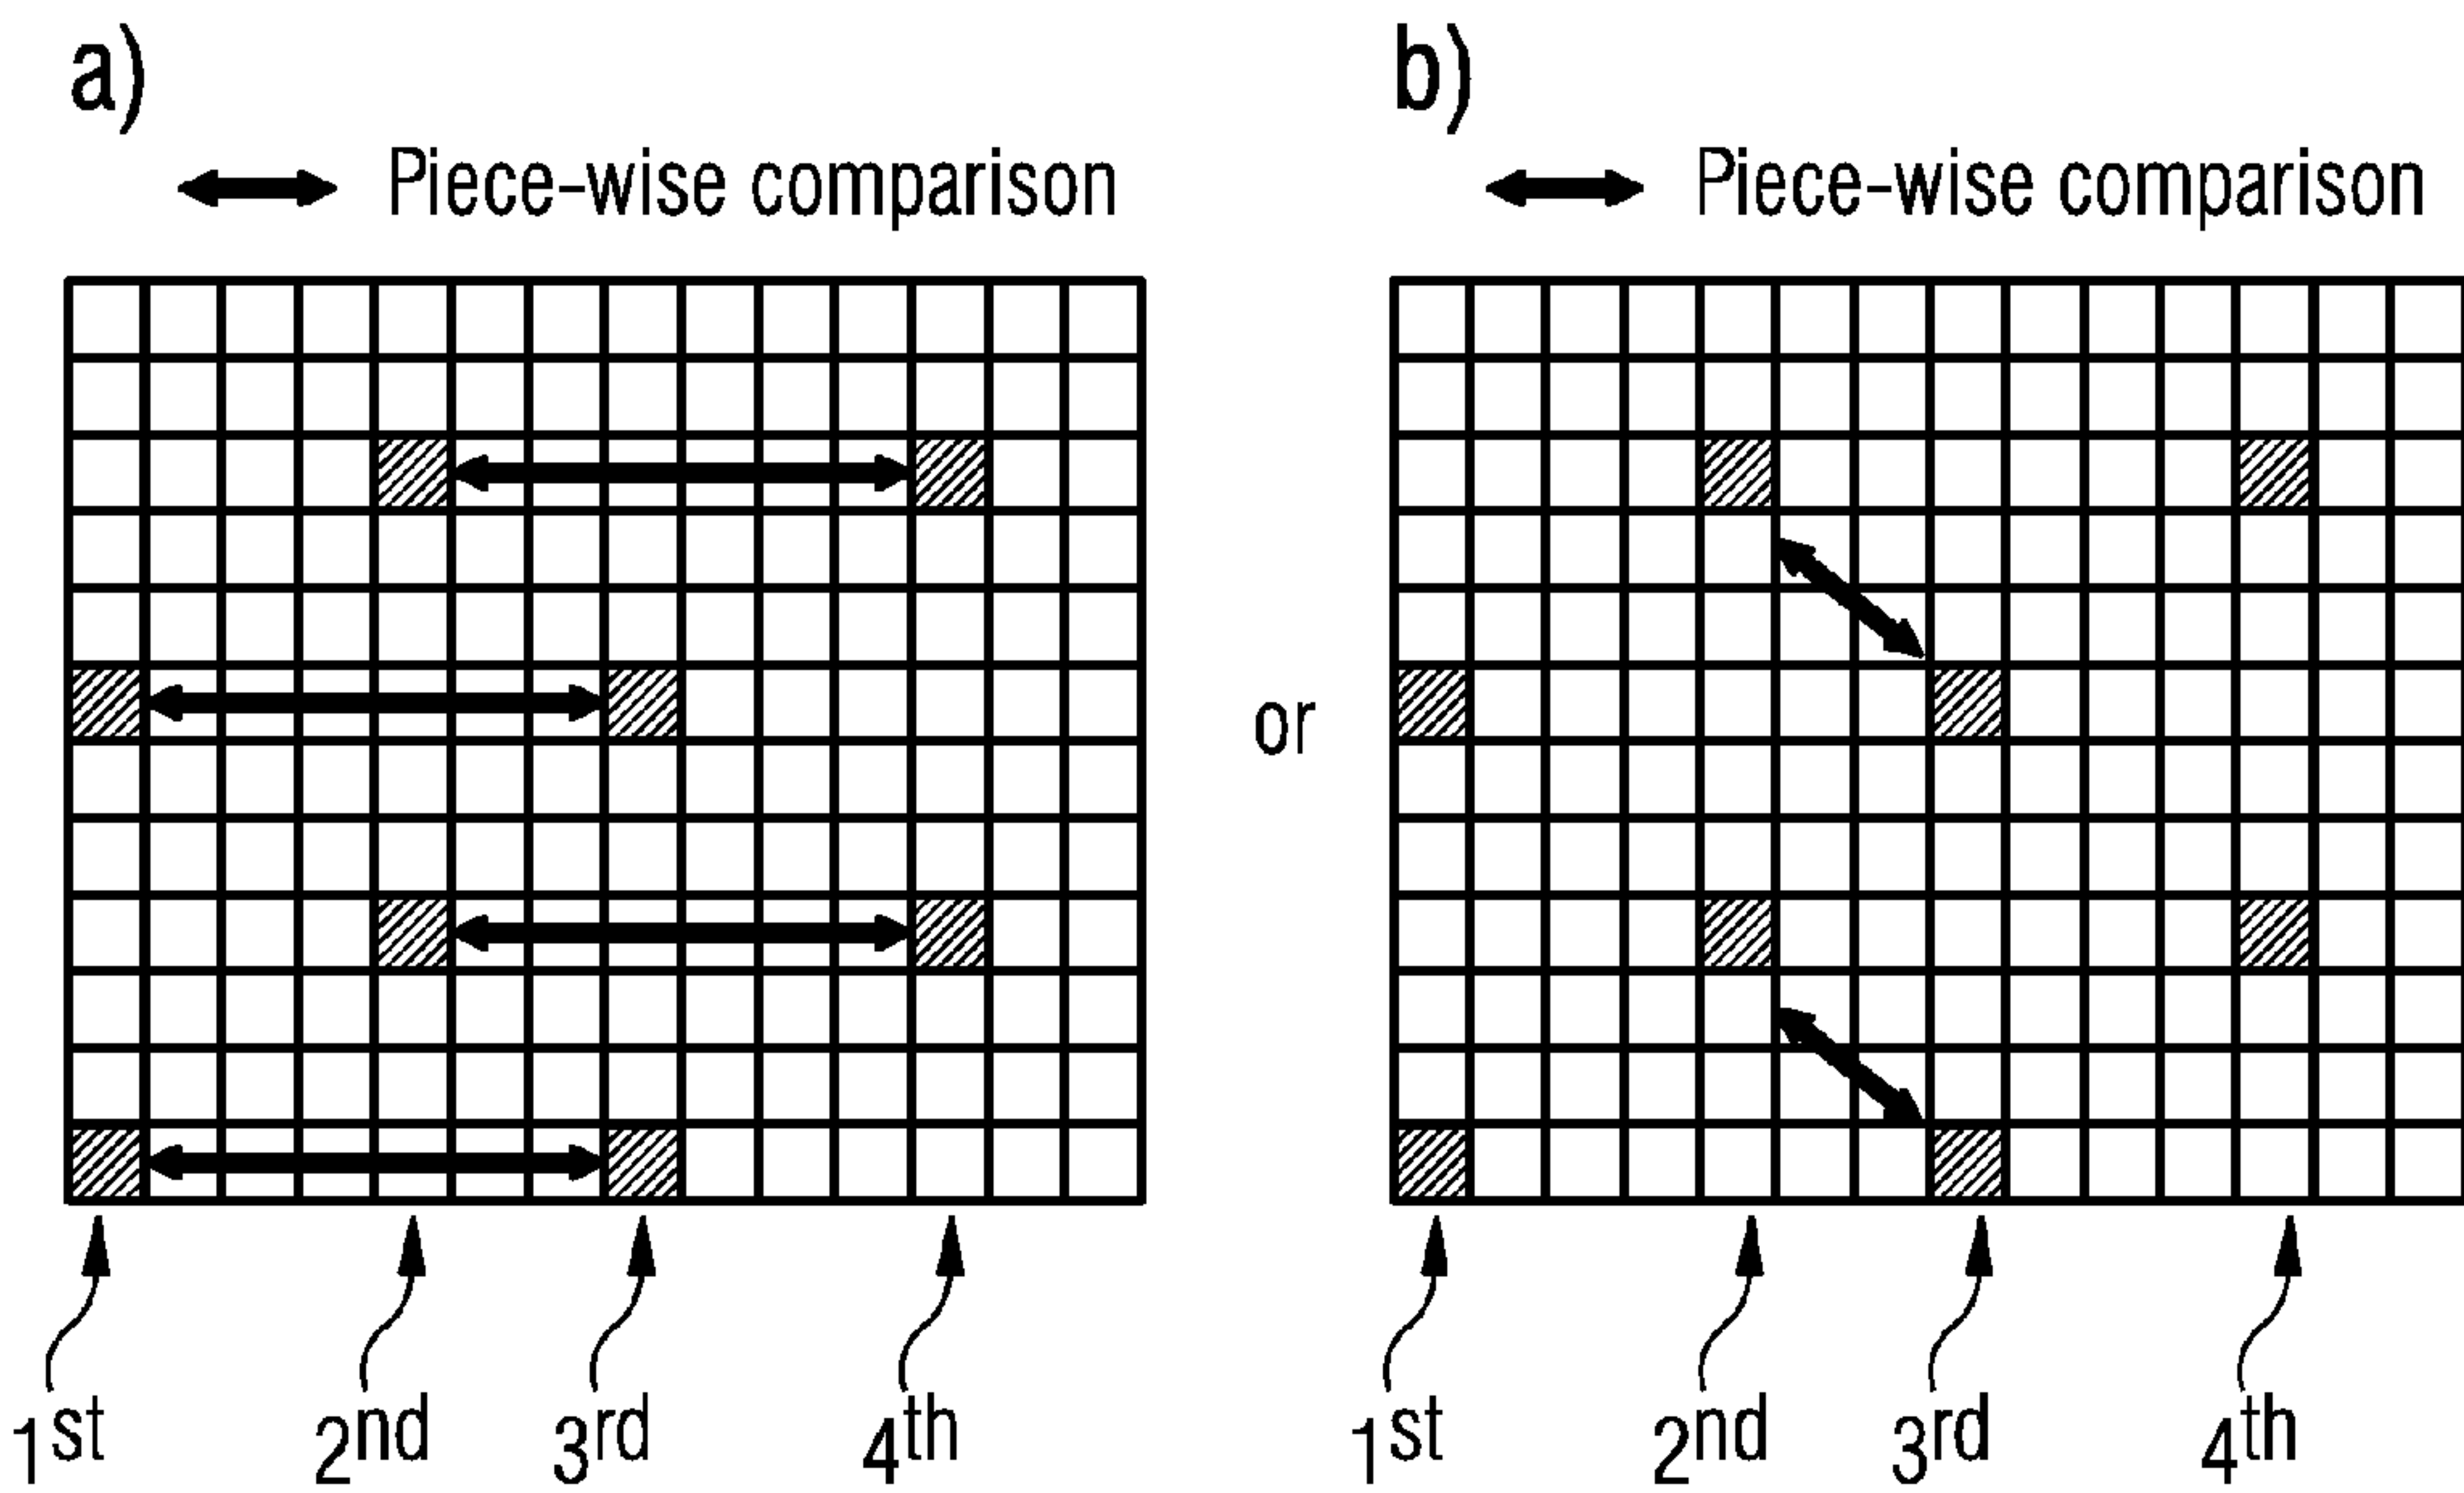 a)
Piece-wise comparison
1st 2nd 3rd 4th
or
b)
Piece-wise comparison
1st 2nd 3rd 4th